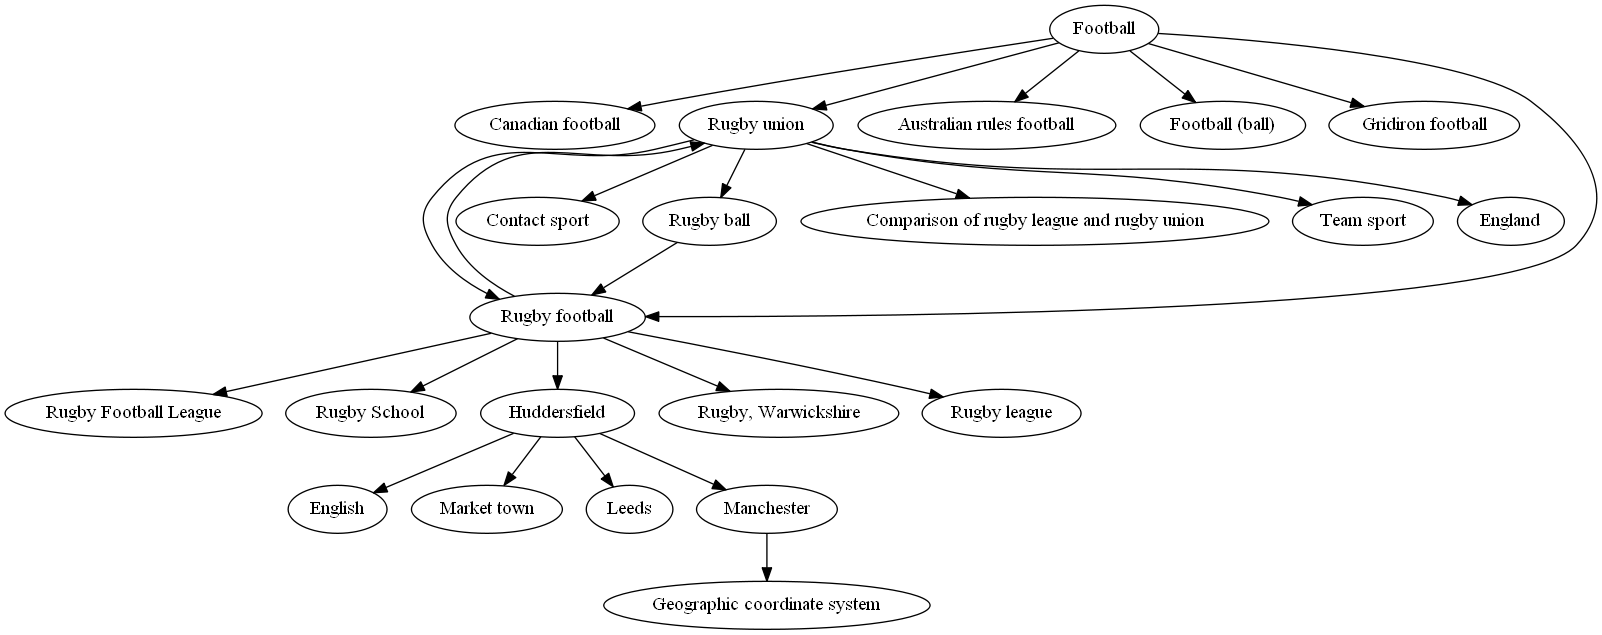 Football
Canadian football
Rugby union
Australian rules football
Football (ball)
Gridiron football
Contact sport
Rugby ball
Comparison of rugby league and rugby union
Team sport
England
Rugby football
Rugby Football League
Rugby School
Huddersfield
Rugby, Warwickshire
Rugby league
English
Market town
Leeds
Manchester
Geographic coordinate system